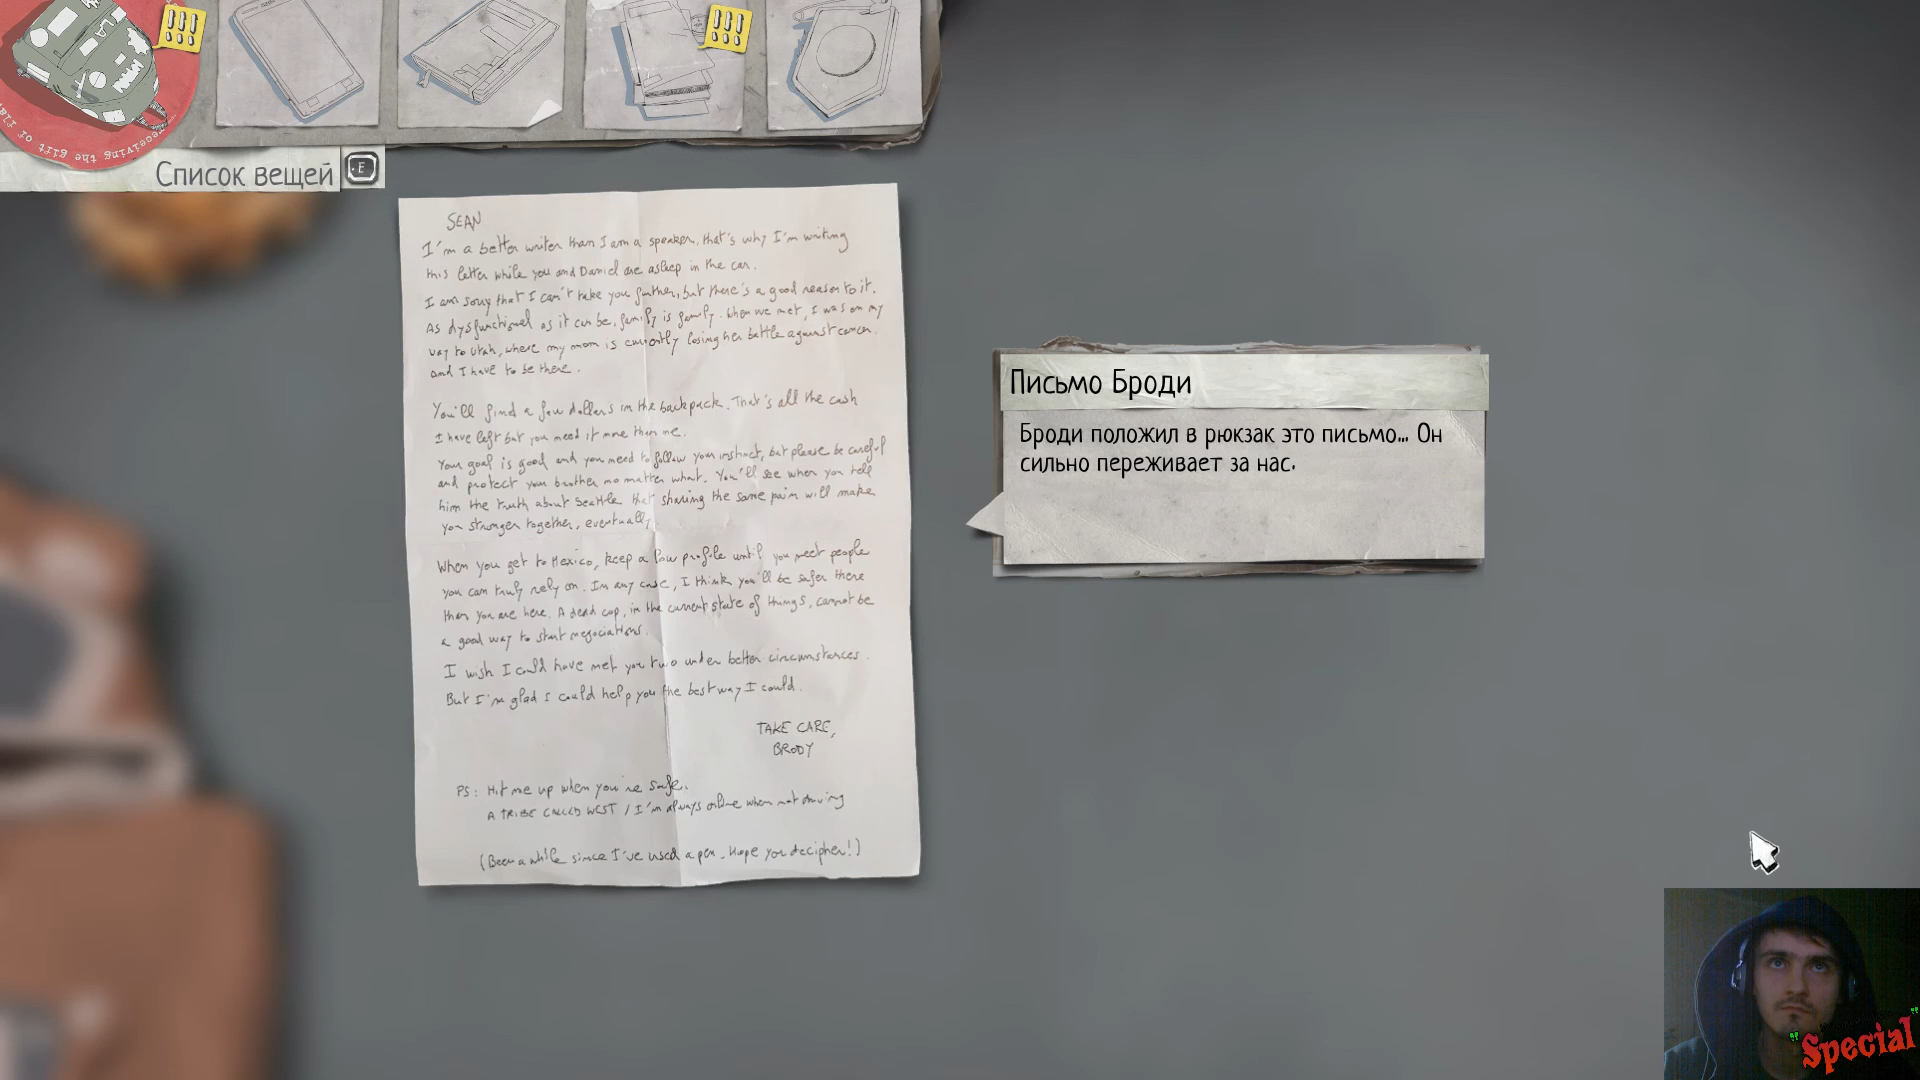 Список вещей
E
receiving the gift of
SEAN
I'm a better writer than I am a speaker, that's why I'm writing
this letter while you and Daniel are asleep in the car.
I am sorry that I can't take you further, but there's a good reason to it.
As dysfunctional as it can be, family is family. When we met, I was on my
way to Utah, where my mom is currently losing her battle against cancer.
and I have to be there.
You'll find a few dollars in the backpack. That's all the cash
I have left but you need it more than me.
Your goal is good and you need to follow your instinct, but please be careful
and protect your brother no matter what. You'll see when you tell
him the truth about Seattle that sharing the same pain will make
you stronger together, eventually.
When you get to Mexico, keep a low profile until you meet people
you can truly rely on. In any case, I think you'll be safer there
than you are here. A dead cop, in the current state of things, cannot be
a good way to start negociations.
I wish I could have met you two under better circumstances.
But I'm glad I could help you the best way I could.
TAKE CARE,
BRODY
PS: Hit me up when you're safe.
A TRIBE CALLED WEST / I'm always online when not driving
(Been a while since I've used a pen. Hope you decipher!)
Письмо Броди
Броди положил в рюкзак это письмо... Он
сильно переживает за нас.
"Special"